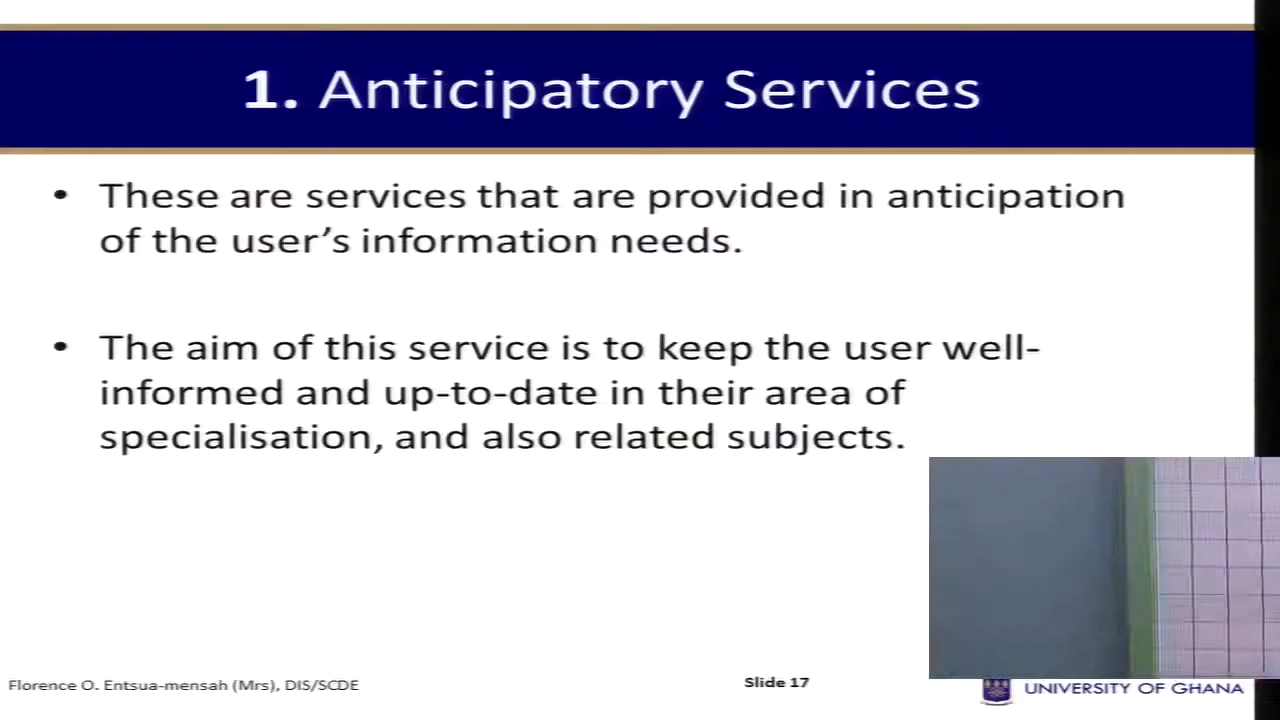 1. Anticipatory Services
• These are services that are provided in anticipation
of the user’s information needs.
• The aim of this service is to keep the user well-
informed and up-to-date in their area of
specialisation, and also related subjects.
Florence O. Entsua-mensah (Mrs), DIS/SCDE
Slide 17
UNIVERSITY OF GHANA